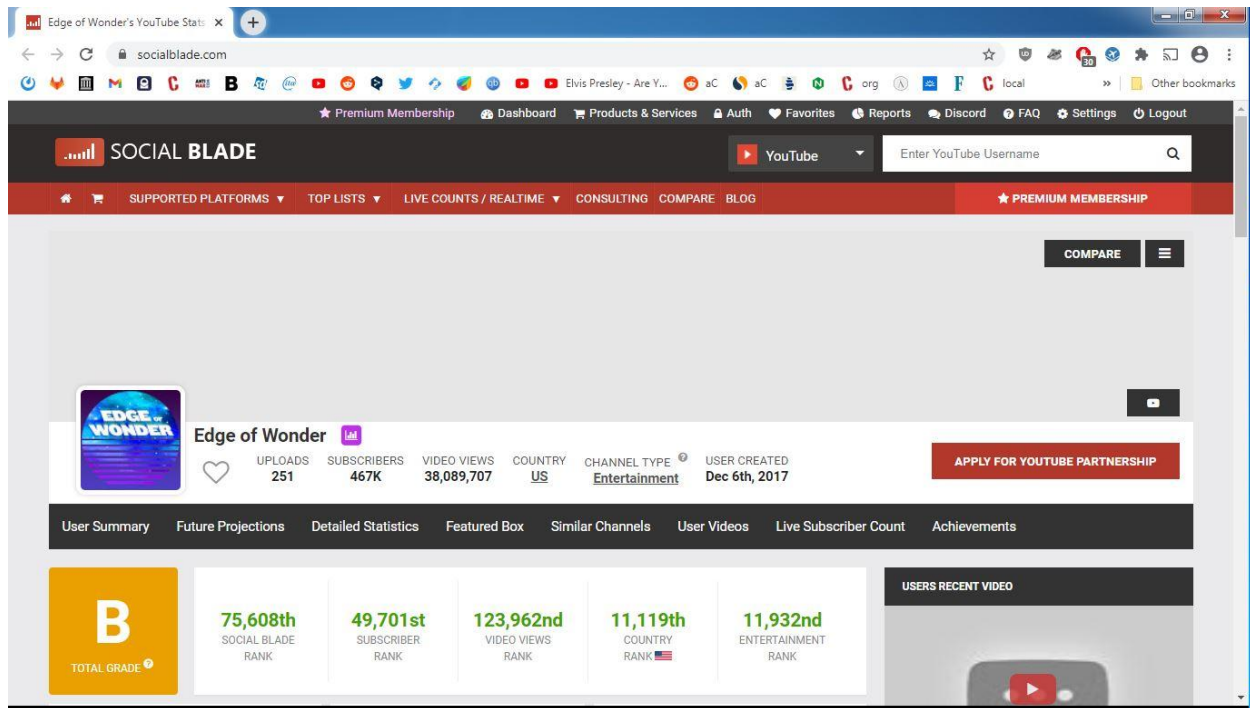 Edge of Wonder's YouTube Stats
socialblade.com
30
Elvis Presley - Are Y... aC aC org local » Other bookmarks
Premium Membership Dashboard Products & Services Auth Favorites Reports Discord FAQ Settings Logout
SOCIAL BLADE YouTube Enter YouTube Username
SUPPORTED PLATFORMS TOP LISTS LIVE COUNTS / REALTIME CONSULTING COMPARE BLOG PREMIUM MEMBERSHIP
COMPARE
EDGE OF
WONDER
Edge of Wonder
UPLOADS SUBSCRIBERS VIDEO VIEWS COUNTRY CHANNEL TYPE USER CREATED
251 467K 38,089,707 US Entertainment Dec 6th, 2017
APPLY FOR YOUTUBE PARTNERSHIP
User Summary Future Projections Detailed Statistics Featured Box Similar Channels User Videos Live Subscriber Count Achievements
B
TOTAL GRADE
75,608th 49,701st 123,962nd 11,119th 11,932nd
SOCIAL BLADE SUBSCRIBER VIDEO VIEWS COUNTRY ENTERTAINMENT
RANK RANK RANK RANK RANK
USERS RECENT VIDEO